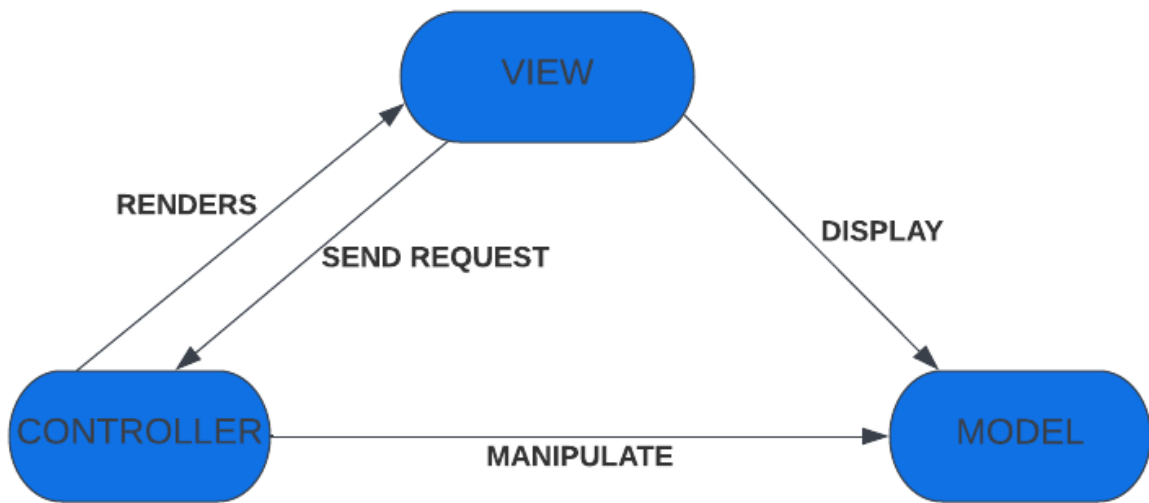 VIEW
RENDERS
SEND REQUEST
DISPLAY
CONTROLLER
MANIPULATE
MODEL